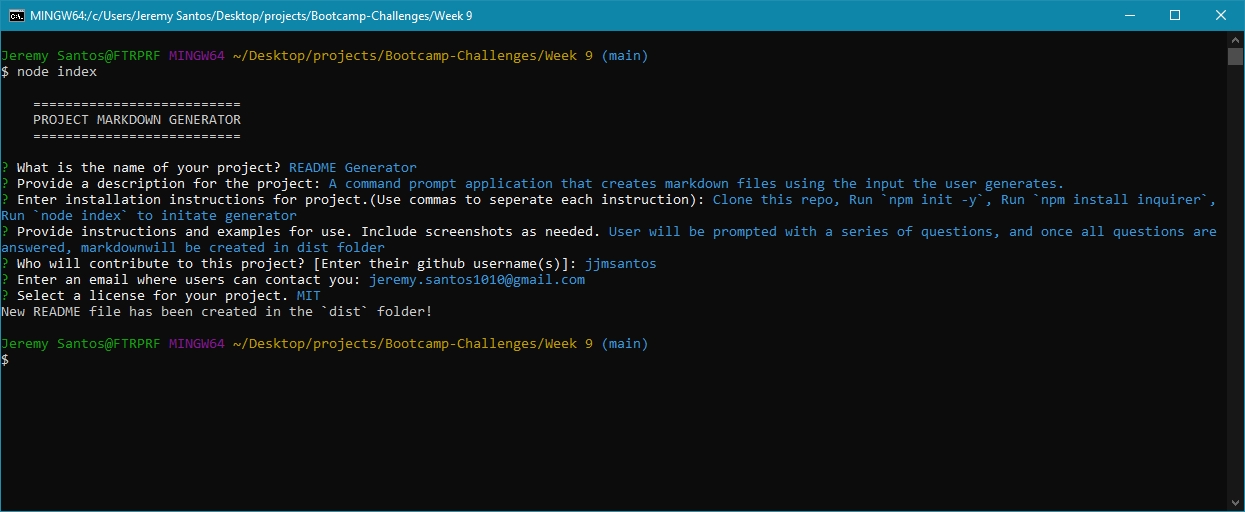 MINGW64:/c/Users/Jeremy Santos/Desktop/projects/Bootcamp-Challenges/Week 9
Jeremy Santos@FTRPRF MINGW64 ~/Desktop/projects/Bootcamp-Challenges/Week 9 (main)
$ node index
==========================
PROJECT MARKDOWN GENERATOR
==========================
? What is the name of your project? README Generator
? Provide a description for the project: A command prompt application that creates markdown files using the input the user generates.
? Enter installation instructions for project.(Use commas to seperate each instruction): Clone this repo, Run `npm init -y`, Run `npm install inquirer`,
Run `node index` to initate generator
? Provide instructions and examples for use. Include screenshots as needed. User will be prompted with a series of questions, and once all questions are
answered, markdownwill be created in dist folder
? Who will contribute to this project? [Enter their github username(s)]: jjmsantos
? Enter an email where users can contact you: jeremy.santos1010@gmail.com
? Select a license for your project. MIT
New README file has been created in the `dist` folder!
Jeremy Santos@FTRPRF MINGW64 ~/Desktop/projects/Bootcamp-Challenges/Week 9 (main)
$